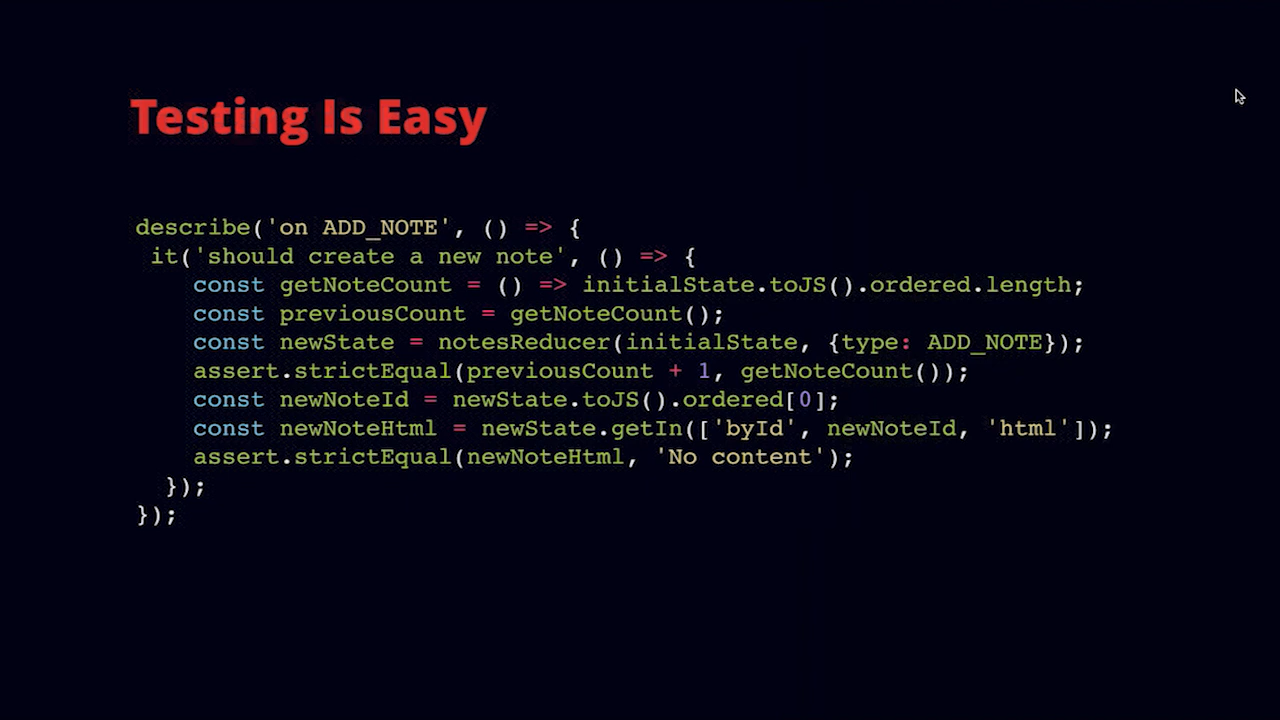 Testing Is Easy
describe('on ADD_NOTE', () => {
it('should create a new note', () => {
const getNoteCount = () => initialState.toJS().ordered.length;
const previousCount = getNoteCount();
const newState = notesReducer(initialState, {type: ADD_NOTE});
assert.strictEqual(previousCount + 1, getNoteCount());
const newNoteId = newState.toJS().ordered[0];
const newNoteHtml = newState.getIn(['byId', newNoteId, 'html']);
assert.strictEqual(newNoteHtml, 'No content');
});
});